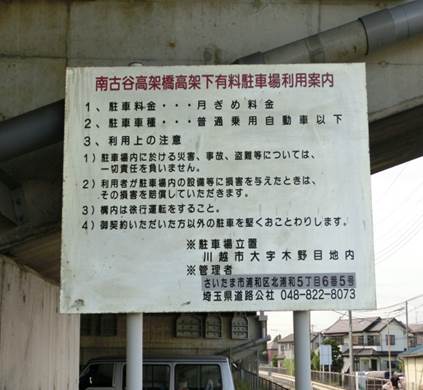 南古谷高架橋高架下有料駐車場利用案内
1、駐車料金・・・月ぎめ料金
2、駐車車種・・・普通乗用自動車以下
3、利用上の注意
1）駐車場内に於ける災害、事故、盗難等については、
一切責任を負いません。
2）利用者が駐車場内の設備等に損害を与えたときは、
その損害を賠償していただきます。
3）構内は徐行運転をすること。
4）御契約いただいた方以外の駐車を堅くおことわりします。
※駐車場位置
川越市大字木野目地内
※管理者
さいたま市浦和区北浦和5丁目6番5号
埼玉県道路公社 048-822-8073